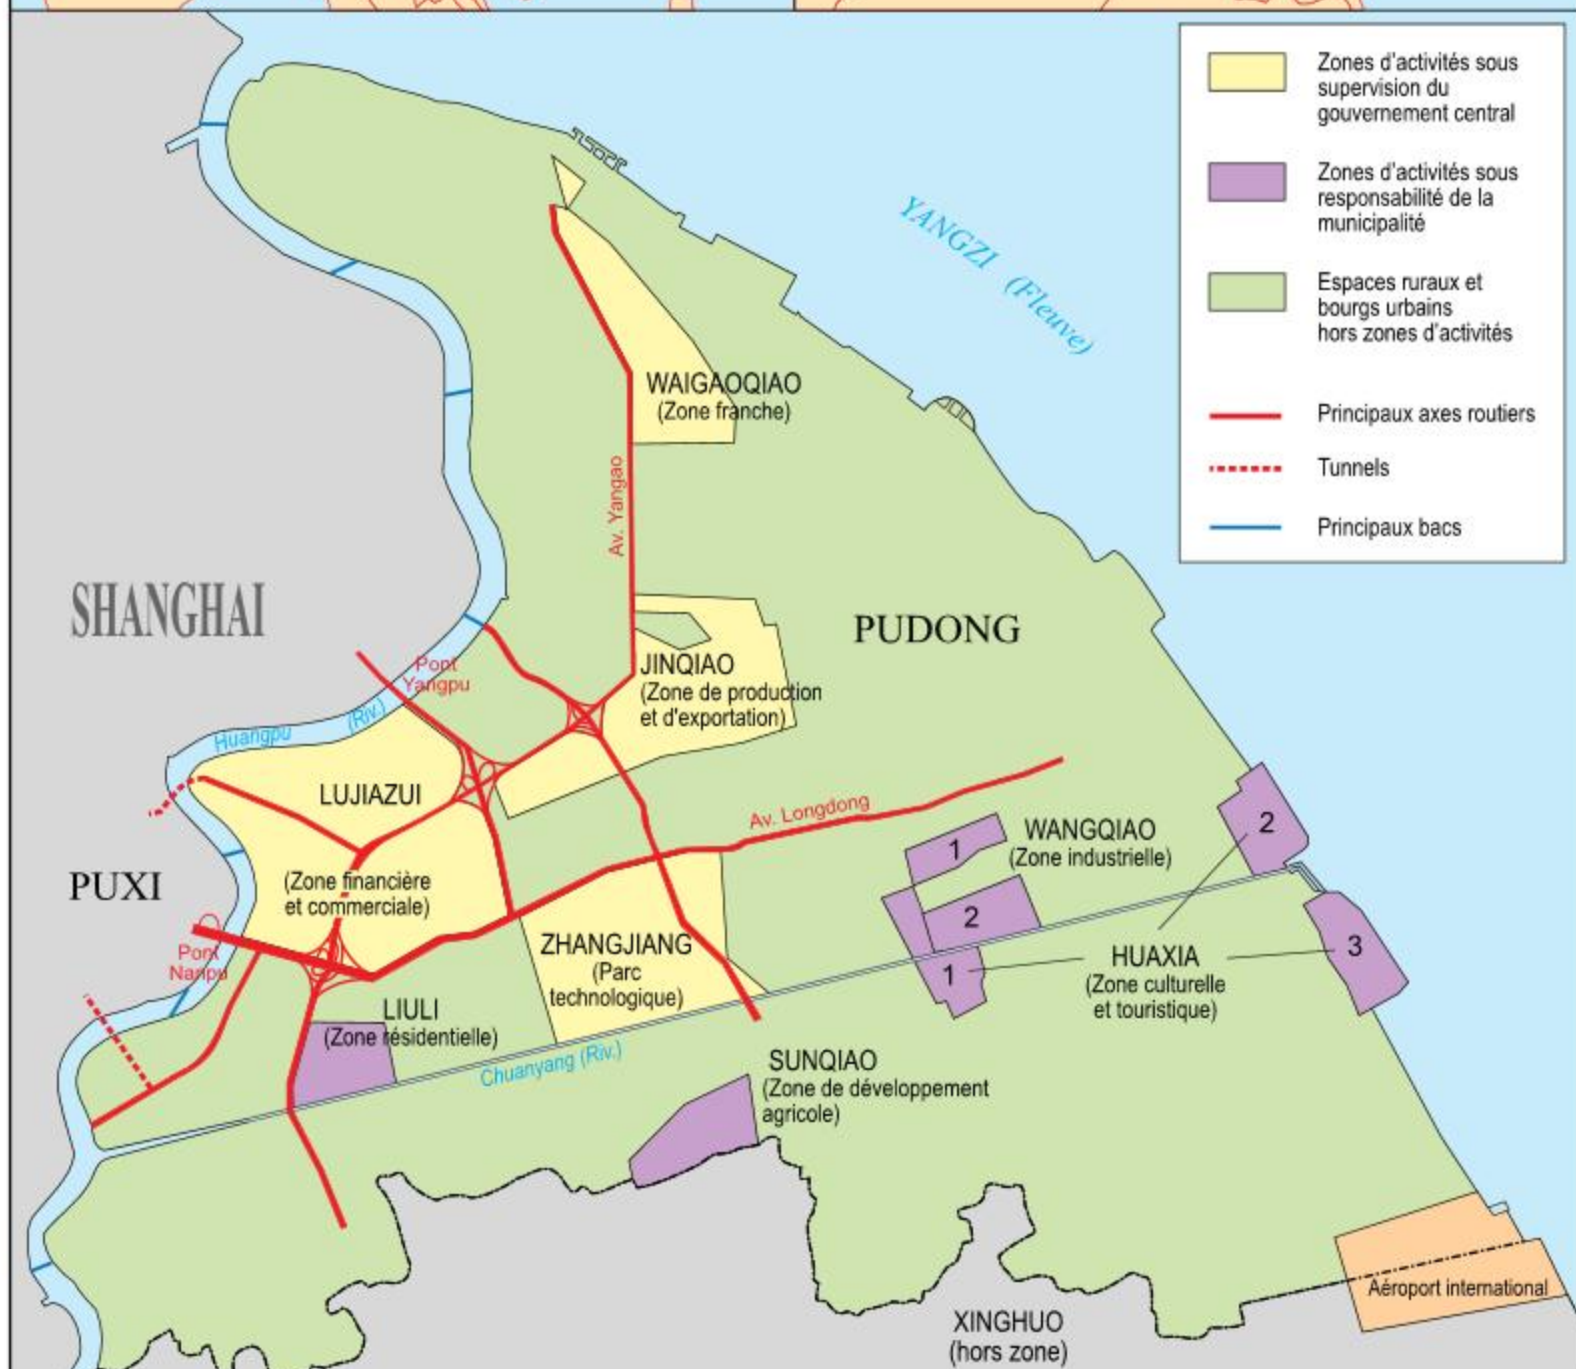 Zones d'activités sous
supervision du
gouvernement central
Zones d'activités sous
responsabilité de la
municipalité
Espaces ruraux et
bourgs urbains
hors zones d'activités
Principaux axes routiers
Tunnels
Principaux bacs
YANGZI (Fleuve)
WAIGAOQIAO
(Zone franche)
Av. Yangao
SHANGHAI
PUDONG
Pont
Yangpu
JINQIAO
(Zone de production
et d'exportation)
Huangpu (Riv.)
LUJIAZUI
(Zone financière
et commerciale)
Av. Longdong
PUXI
WANGQIAO
(Zone industrielle)
1
2
2
3
1
Pont
Nanpu
ZHANGJIANG
(Parc
technologique)
HUAXIA
(Zone culturelle
et touristique)
LIULI
(Zone résidentielle)
Chuanyang (Riv.)
SUNQIAO
(Zone de développement
agricole)
Aéroport international
XINGHUO
(hors zone)